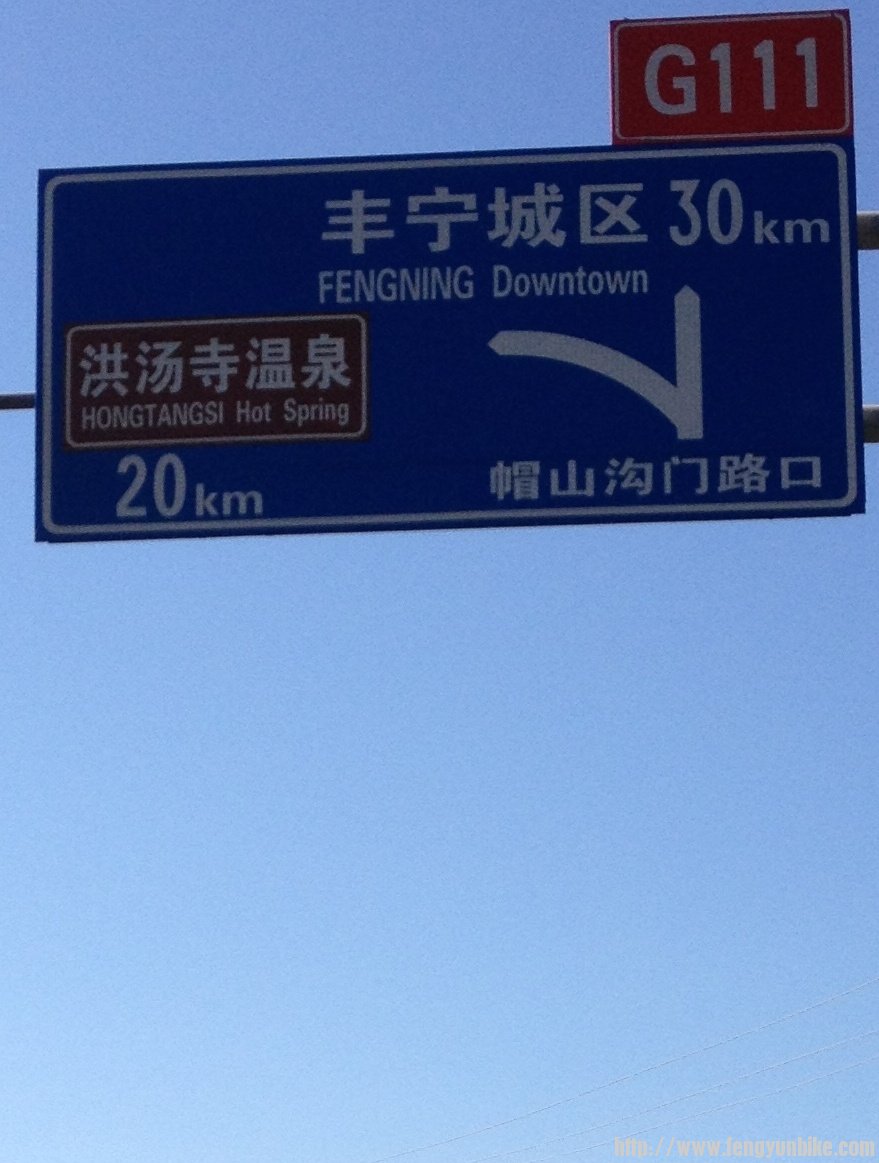 G111
丰宁城区 30km
FENGNING Downtown
洪汤寺温泉
HONGTANGSI Hot Spring
20km
帽山沟门路口
http://www.fengyunbike.com